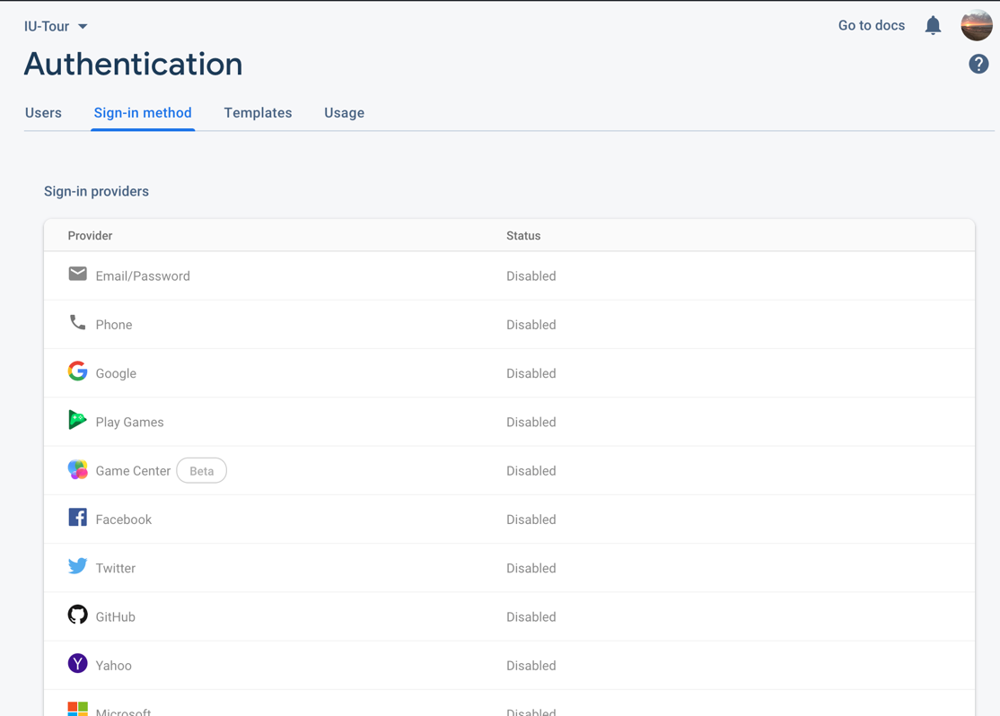 IU-Tour
Go to docs
Authentication
?
Users Sign-in method Templates Usage
Sign-in providers
Provider Status
Email/Password Disabled
Phone Disabled
Google Disabled
Play Games Disabled
Game Center Beta Disabled
Facebook Disabled
Twitter Disabled
GitHub Disabled
Yahoo Disabled
Microsoft Disabled